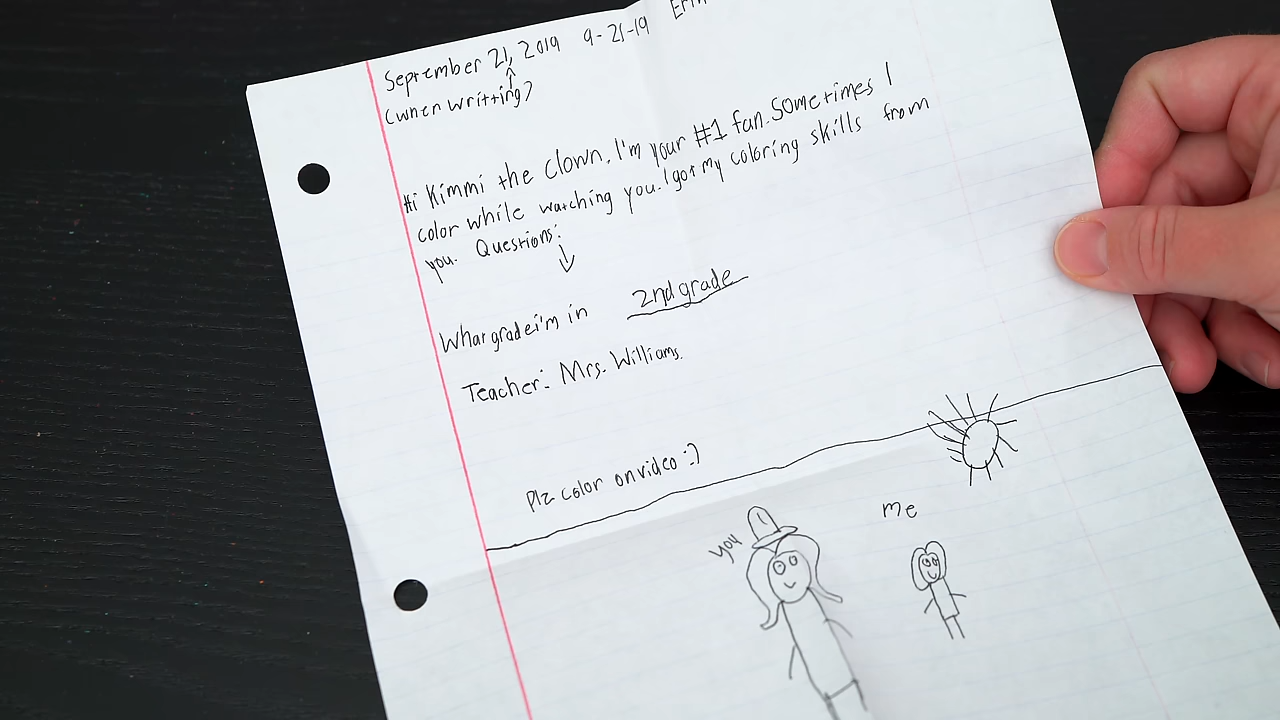 September 21, 2019 9-21-19
(when writting)
Hi Kimmi the Clown. I'm your #1 fan. Sometimes I
color while watching you. I got my coloring skills from
you. Questions:
What grade i'm in 2nd grade
Teacher: Mrs. Williams.
Plz color on video :)
you
me